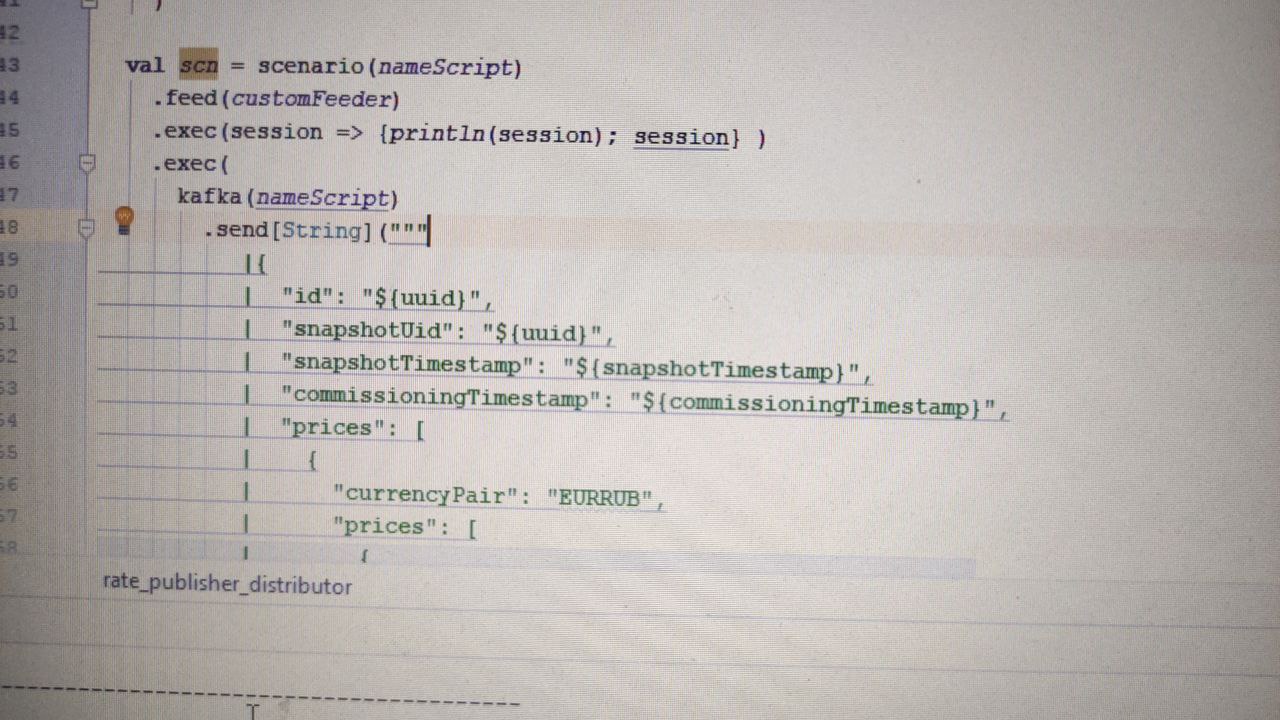 42
43 val scn = scenario(nameScript)
44 .feed(customFeeder)
45 .exec(session => {println(session); session} )
46 .exec(
47 kafka(nameScript)
48 .send[String]("""
49 |{
50 | "id": "${uuid}",
51 | "snapshotUid": "${uuid}",
52 | "snapshotTimestamp": "${snapshotTimestamp}",
53 | "commissioningTimestamp": "${commissioningTimestamp}",
54 | "prices": [
55 | {
56 | "currencyPair": "EURRUB",
57 | "prices": [
58 | {
rate_publisher_distributor